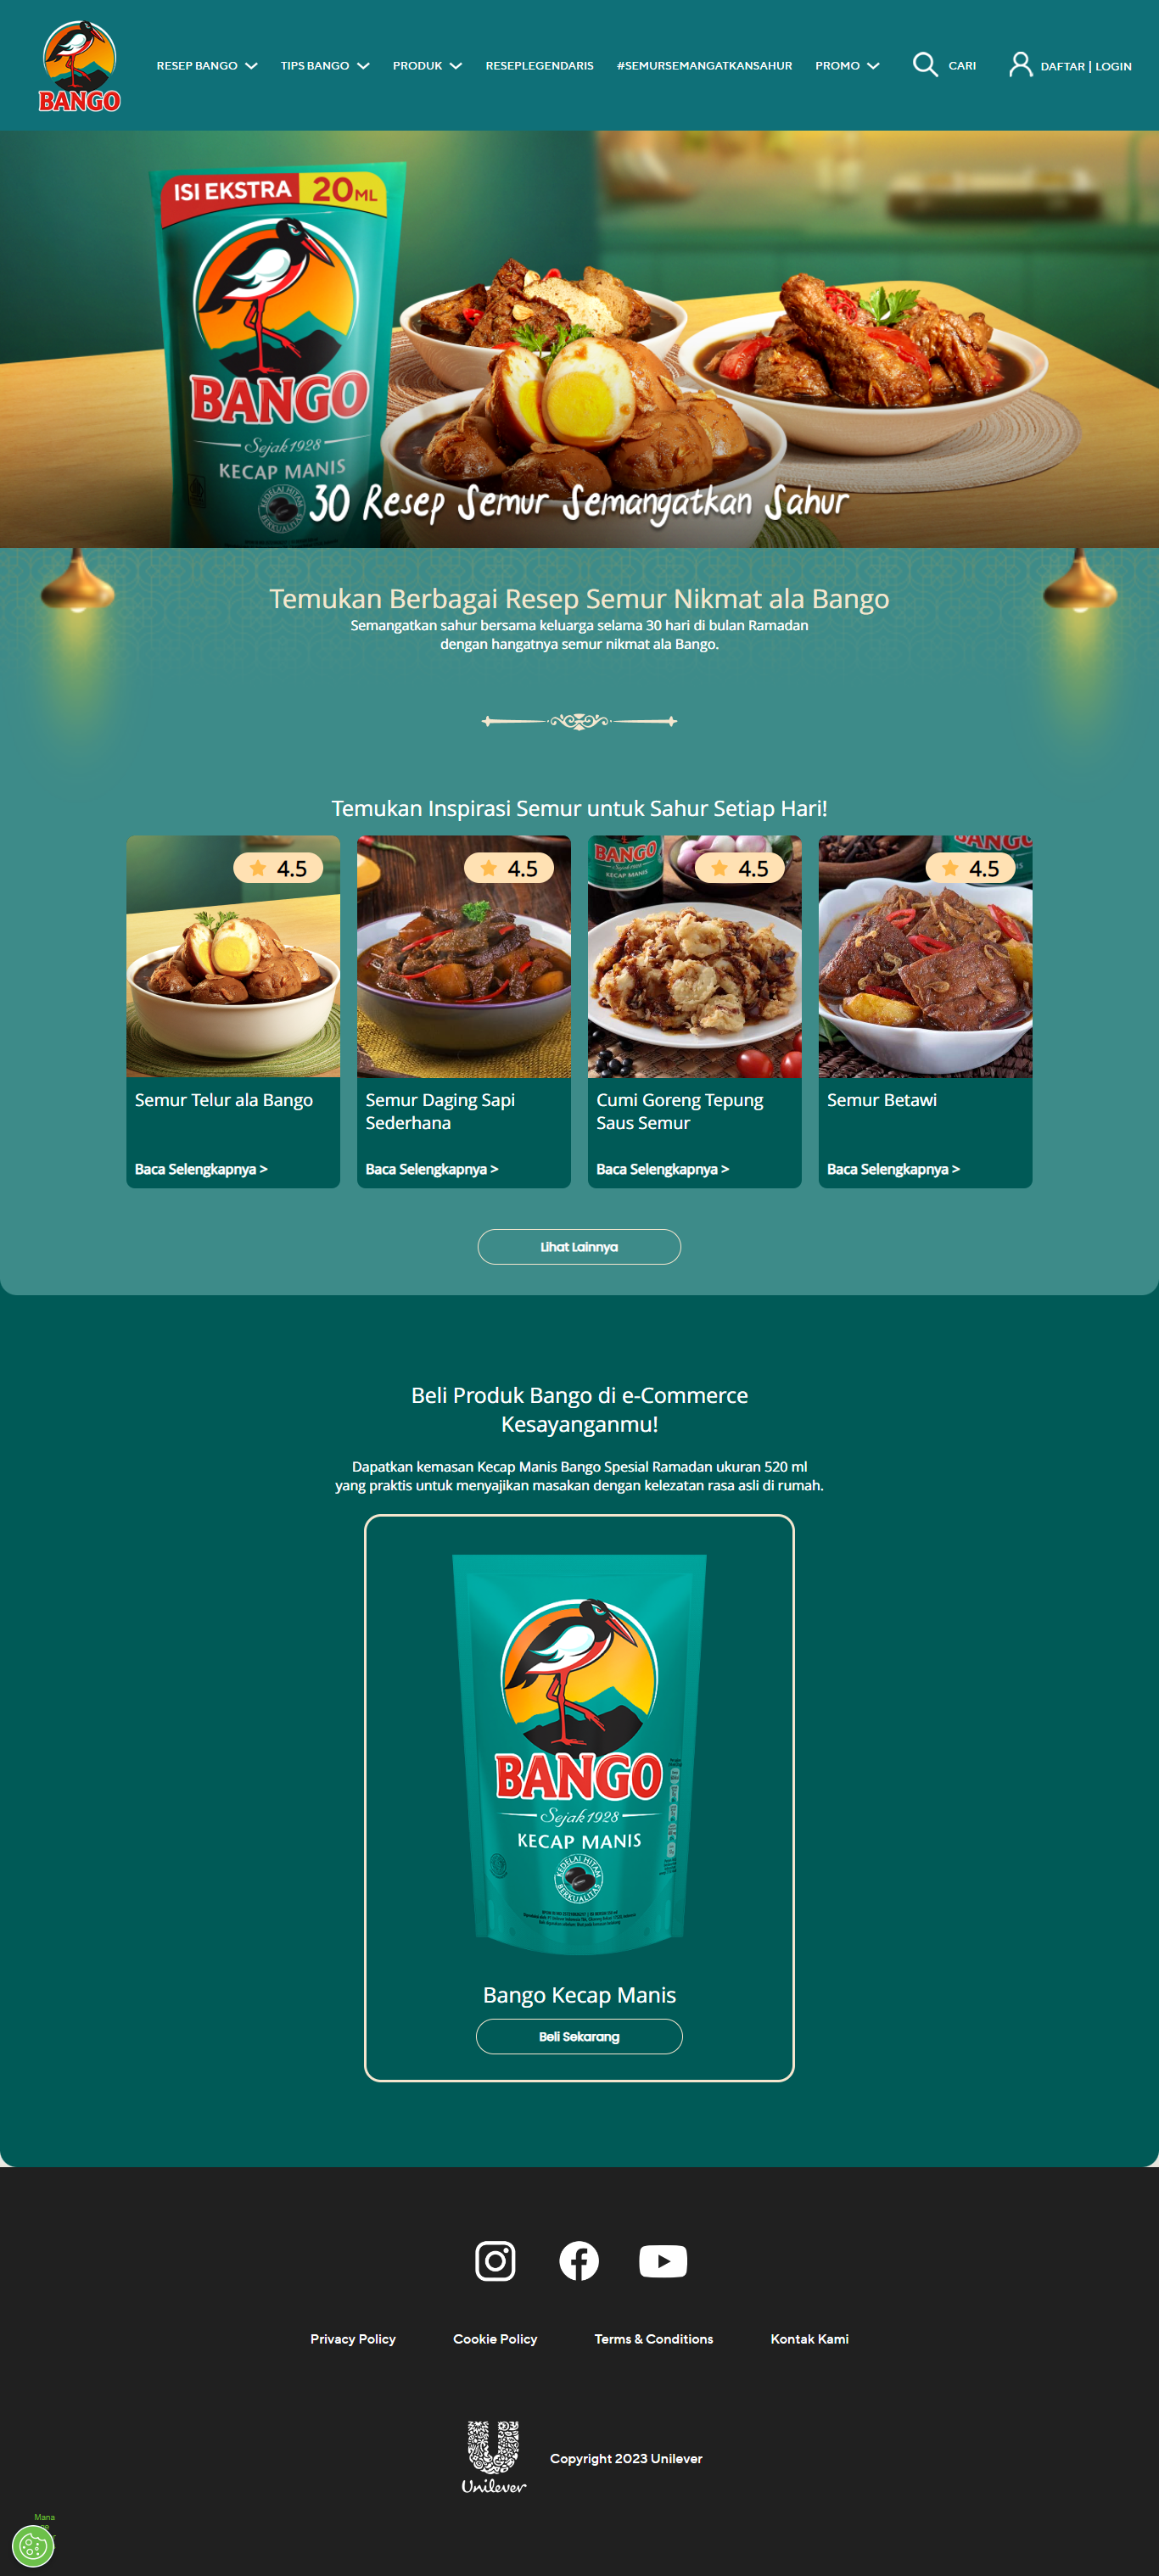 BANGO
RESEP BANGO
TIPS BANGO
PRODUK
RESEPLEGENDARIS
#SEMURSEMANGATKANSAHUR
PROMO
CARI
DAFTAR | LOGIN
ISI EKSTRA 20ML
BANGO
Sejak 1928
KECAP MANIS
KEDELAI HITAM
BERKUALITAS
30 Resep Semur Semangatkan Sahur
Temukan Berbagai Resep Semur Nikmat ala Bango
Semangatkan sahur bersama keluarga selama 30 hari di bulan Ramadan
dengan hangatnya semur nikmat ala Bango.
Temukan Inspirasi Semur untuk Sahur Setiap Hari!
4.5
Semur Telur ala Bango
Baca Selengkapnya >
4.5
Semur Daging Sapi
Sederhana
Baca Selengkapnya >
BANGO
Sejak 1928
KECAP MANIS
4.5
Cumi Goreng Tepung
Saus Semur
Baca Selengkapnya >
BANGO
4.5
Semur Betawi
Baca Selengkapnya >
Lihat Lainnya
Beli Produk Bango di e-Commerce
Kesayanganmu!
Dapatkan kemasan Kecap Manis Bango Spesial Ramadan ukuran 520 ml
yang praktis untuk menyajikan masakan dengan kelezatan rasa asli di rumah.
BANGO
Sejak 1928
KECAP MANIS
KEDELAI HITAM
BERKUALITAS
Bango Kecap Manis
Beli Sekarang
Privacy Policy
Cookie Policy
Terms & Conditions
Kontak Kami
Unilever
Copyright 2023 Unilever
Mana